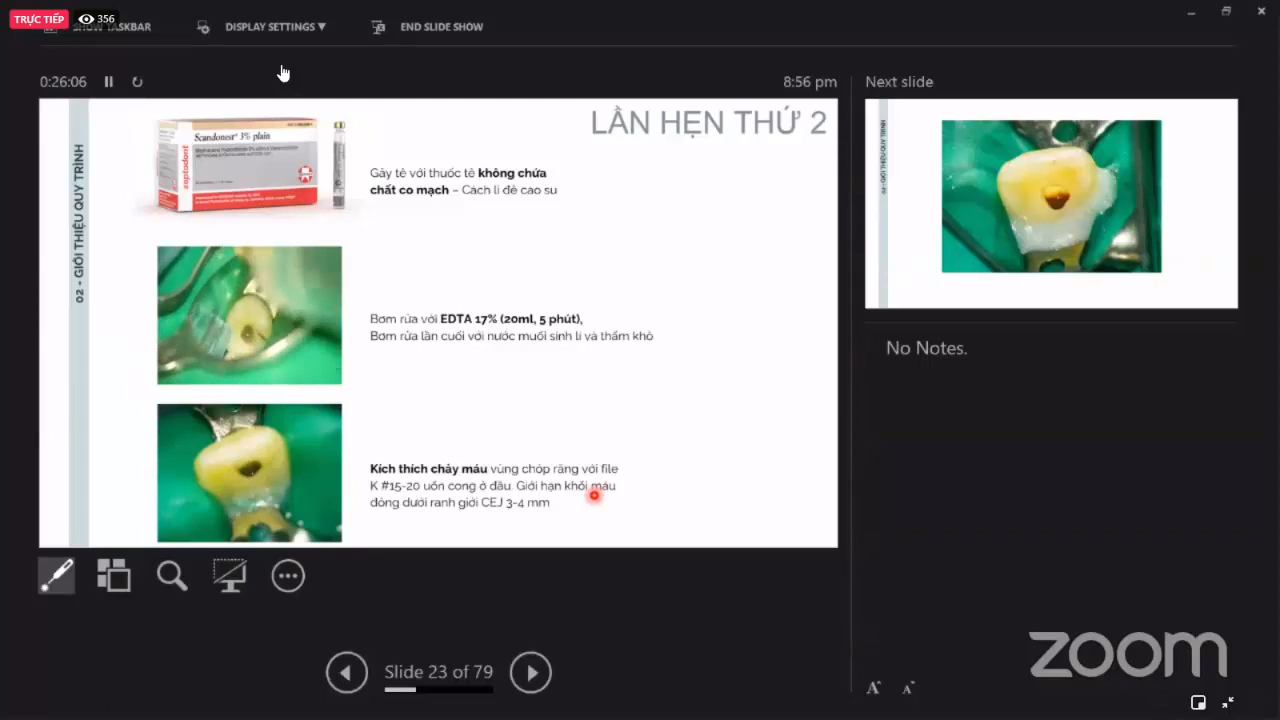 TRỰC TIẾP 356
SHOW TASKBAR DISPLAY SETTINGS ▼ END SLIDE SHOW
0:26:06 8:56 pm Next slide
02 - GIỚI THIỆU QUY TRÌNH
LẦN HẸN THỨ 2
Scandonest® 3% plain
septodont
Gây tê với thuốc tê không chứa
chất co mạch – Cách li đê cao su
Bơm rửa với EDTA 17% (20ml, 5 phút),
Bơm rửa lần cuối với nước muối sinh lí và thấm khô
Kích thích chảy máu vùng chóp răng với file
K #15-20 uốn cong ở đầu. Giới hạn khối máu
đông dưới ranh giới CEJ 3-4 mm
No Notes.
Slide 23 of 79
zoom
A A